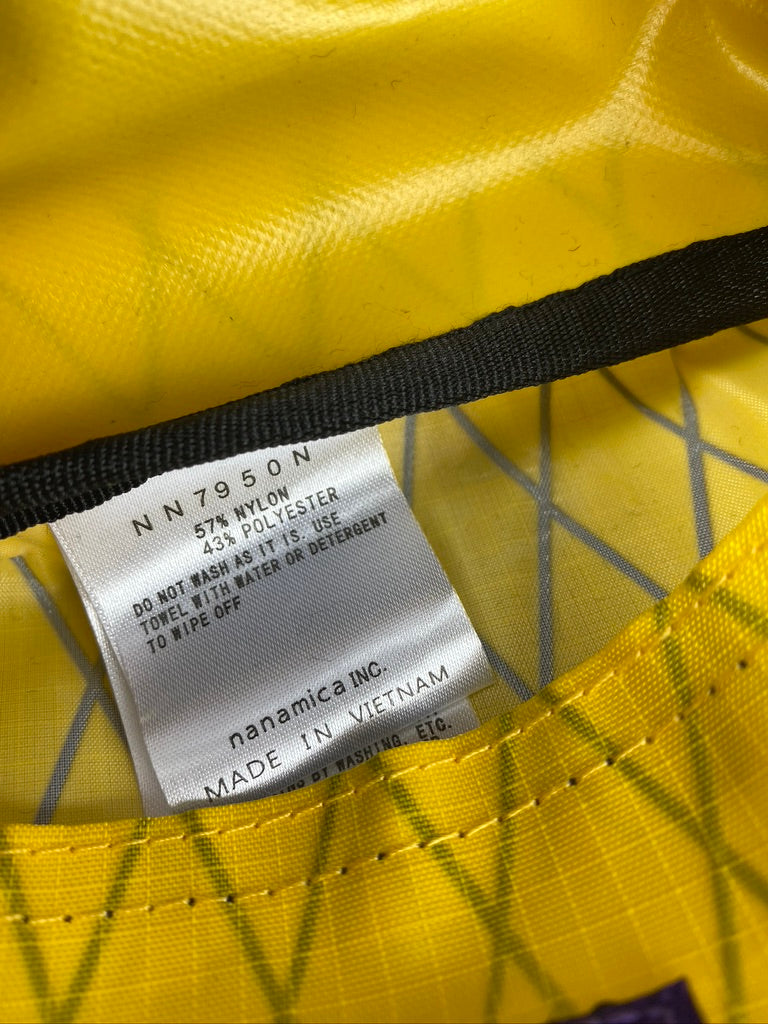 NN7950N
57% NYLON
43% POLYESTER
DO NOT WASH AS IT IS. USE
TOWEL WITH WATER OR DETERGENT
TO WIPE OFF
nanamica INC.
MADE IN VIETNAM
BY WASHING, ETC.